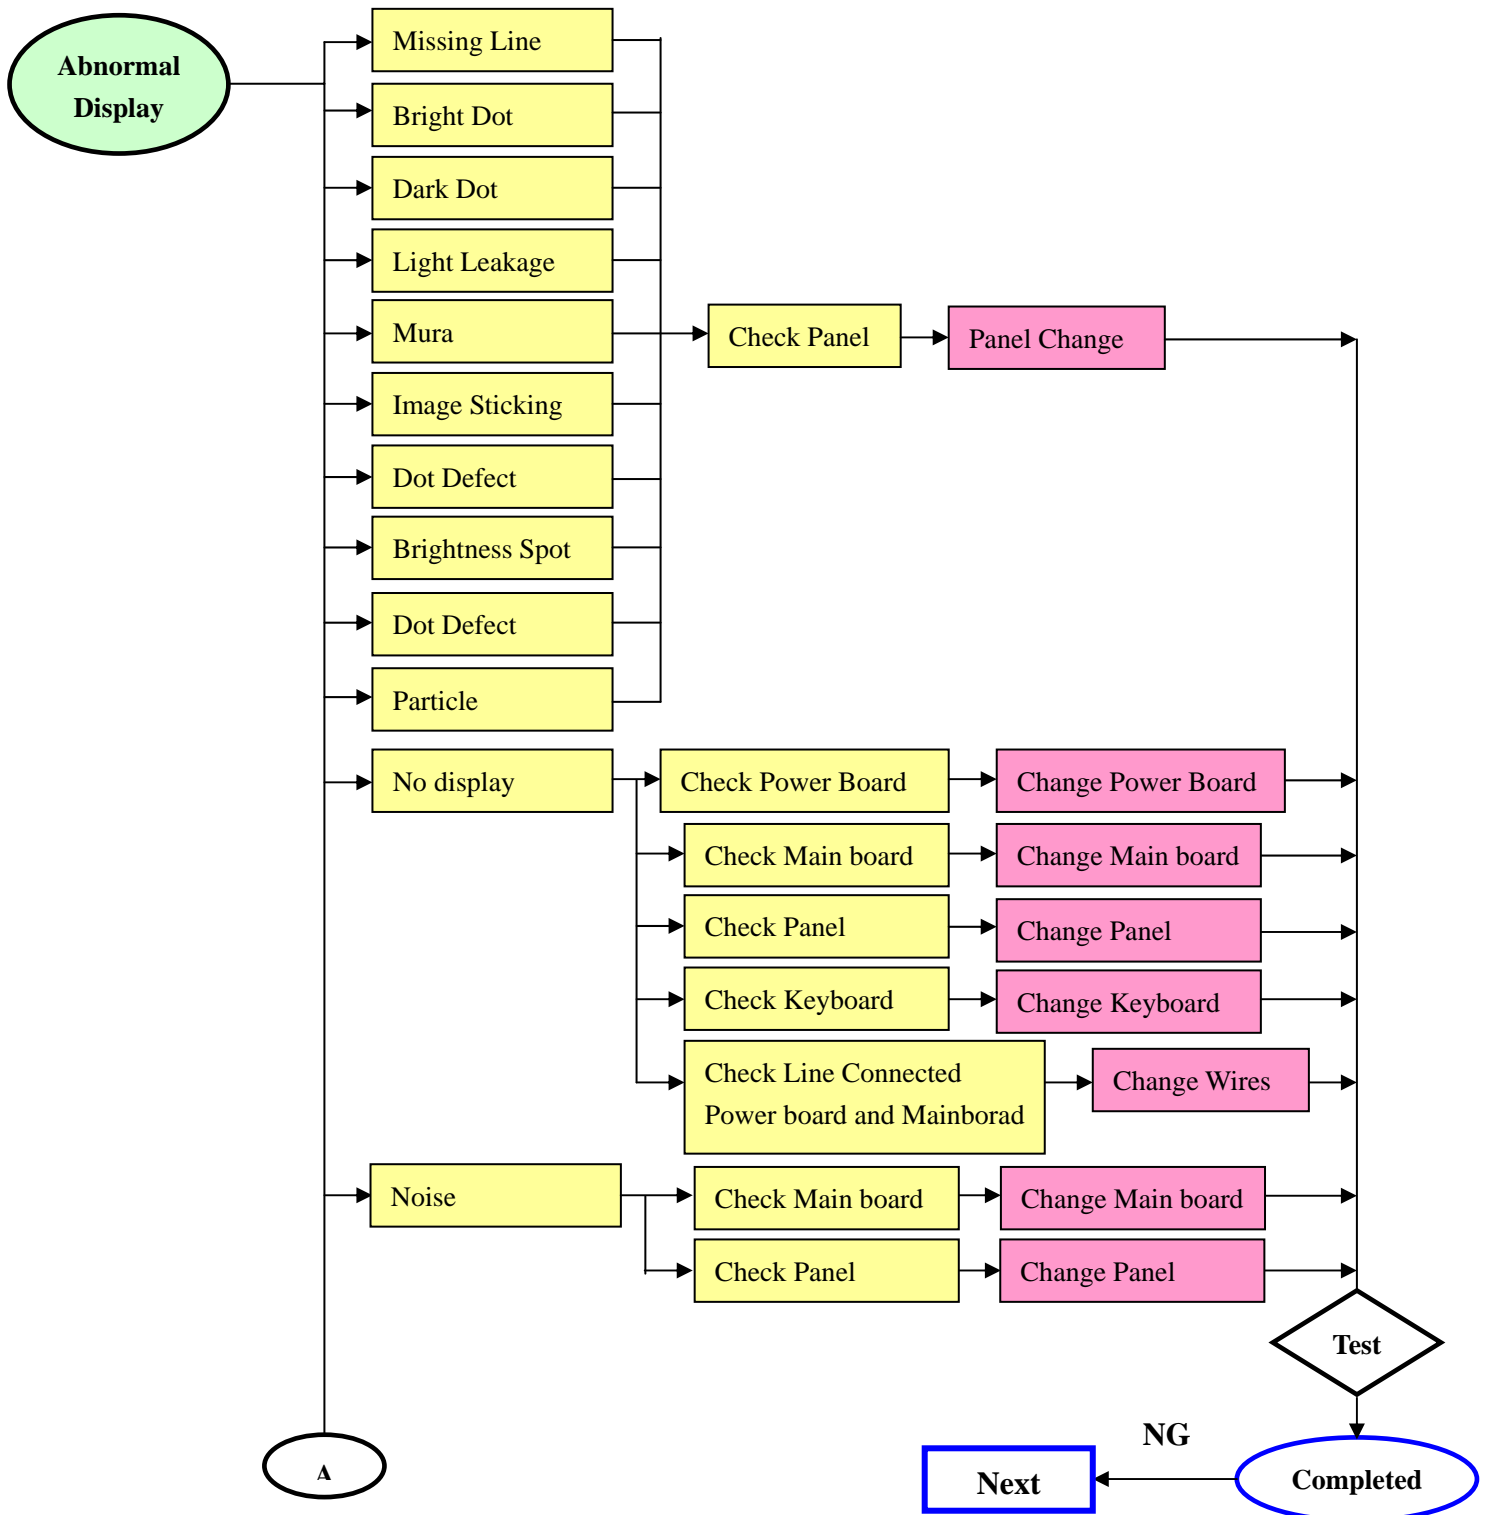 Abnormal
Display
Missing Line
Bright Dot
Dark Dot
Light Leakage
Mura
Check Panel
Panel Change
Image Sticking
Dot Defect
Brightness Spot
Dot Defect
Particle
No display
Check Power Board
Change Power Board
Check Main board
Change Main board
Check Panel
Change Panel
Check Keyboard
Change Keyboard
Check Line Connected
Power board and Mainborad
Change Wires
Noise
Check Main board
Change Main board
Check Panel
Change Panel
Test
NG
A
Next
Completed